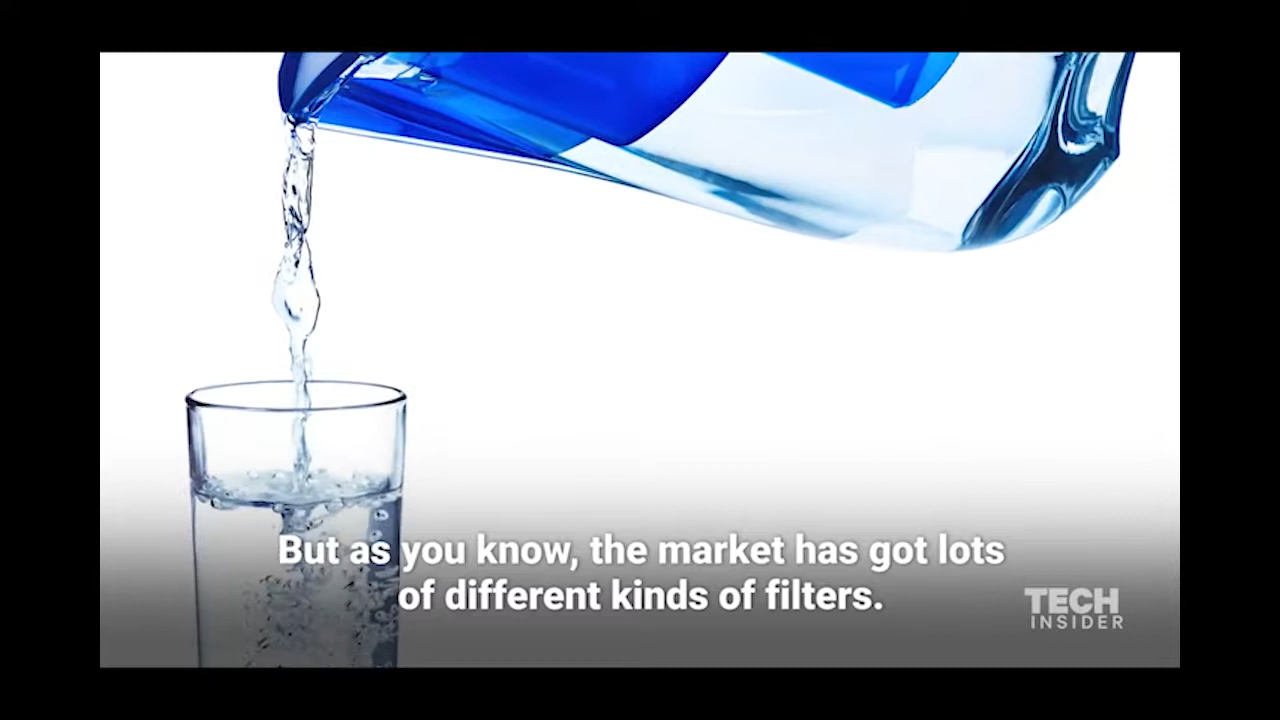 But as you know, the market has got lots
of different kinds of filters.
TECH
INSIDER